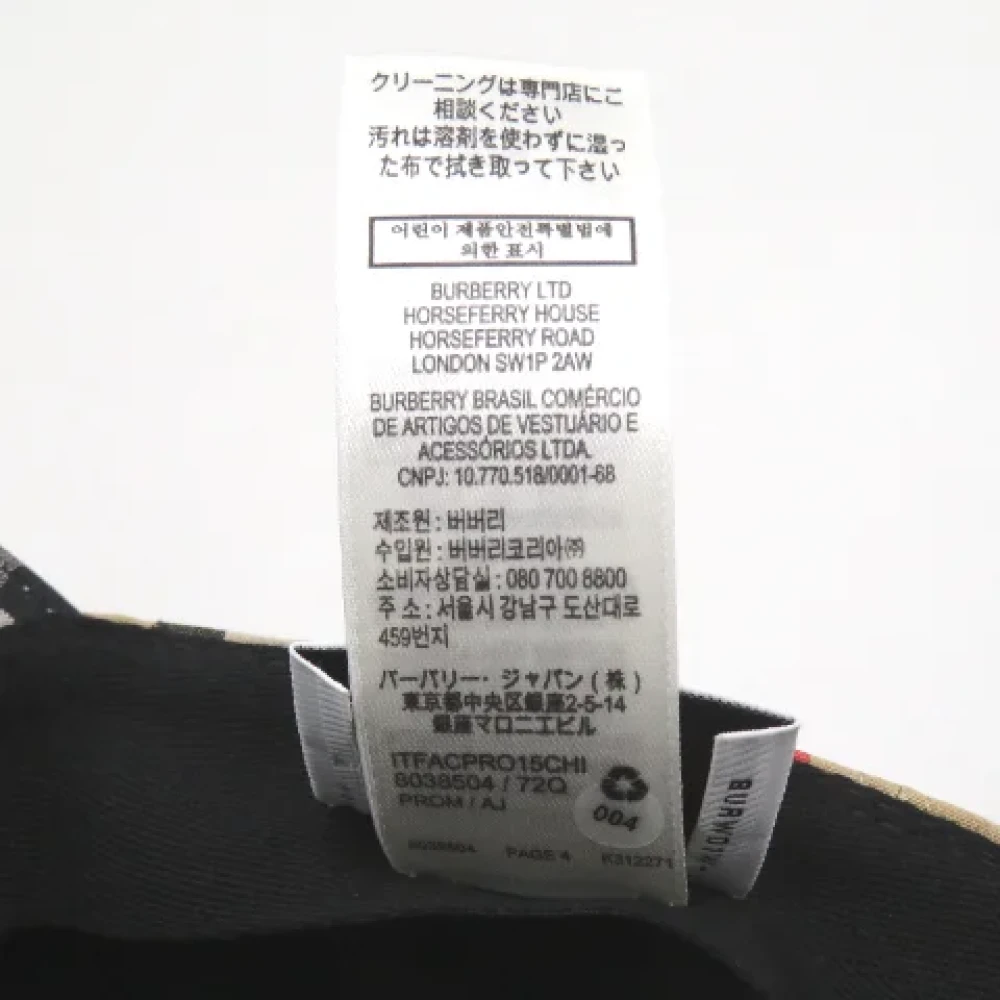 クリーニングは専門店にご
相談ください
汚れは溶剤を使わずに湿っ
た布で拭き取って下さい
어린이 제품안전특별법에
의한 표시
BURBERRY LTD
HORSEFERRY HOUSE
HORSEFERRY ROAD
LONDON SW1P 2AW
BURBERRY BRASIL COMÉRCIO
DE ARTIGOS DE VESTUÁRIO E
ACESSÓRIOS LTDA.
CNPJ: 10.770.518/0001-68
제조원 : 버버리
수입원 : 버버리코리아㈜
소비자상담실 : 080 700 8800
주 소 : 서울시 강남구 도산대로
459번지
バーバリー・ジャパン (株)
東京都中央区銀座2-5-14
銀座マロニエビル
ITFACPRO15CHI
8038504 / 72Q
PROM / AJ
004
8038504 PAGE 4 K312271